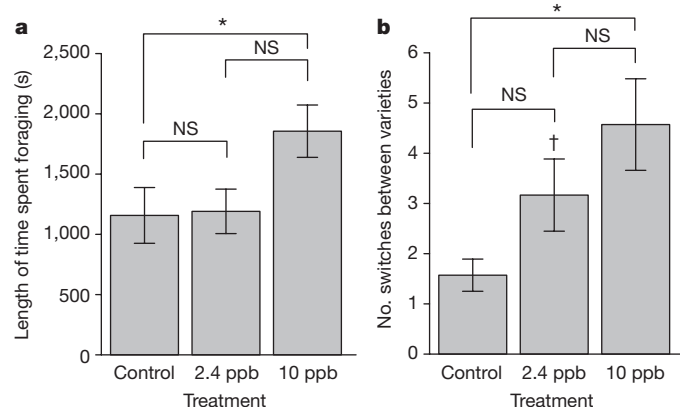 a
Length of time spent foraging (s)
2,500
2,000
1,500
1,000
500
0
*
NS
NS
Control 2.4 ppb 10 ppb
Treatment
b
No. switches between varieties
6
5
4
3
2
1
0
*
NS
NS
†
Control 2.4 ppb 10 ppb
Treatment